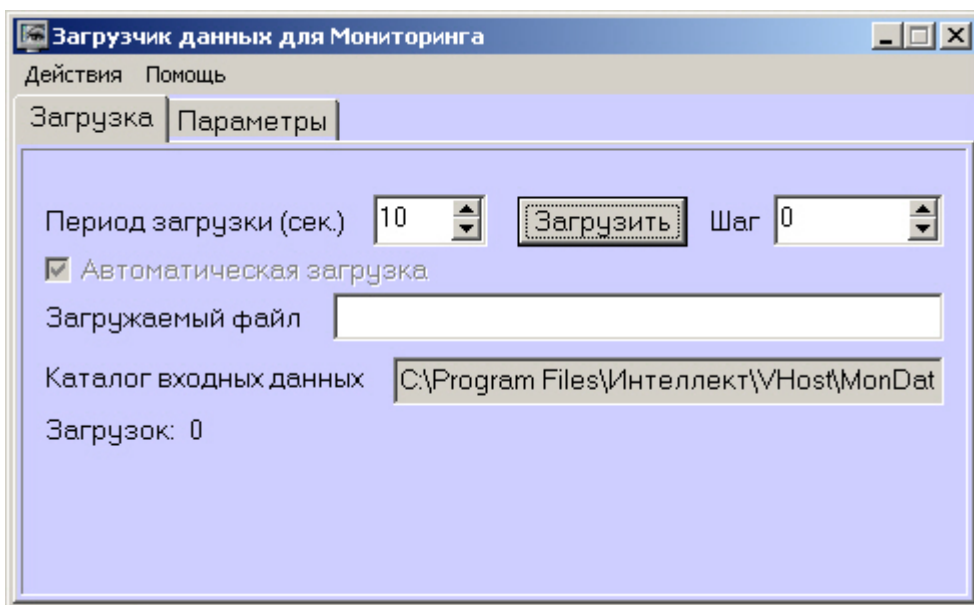 Загрузчик данных для Мониторинга
Действия Помощь
Загрузка Параметры
Период загрузки (сек.) 10 Загрузить Шаг 0
Автоматическая загрузка
Загружаемый файл
Каталог входных данных C:\Program Files\Интеллект\VHost\MonDat
Загрузок: 0